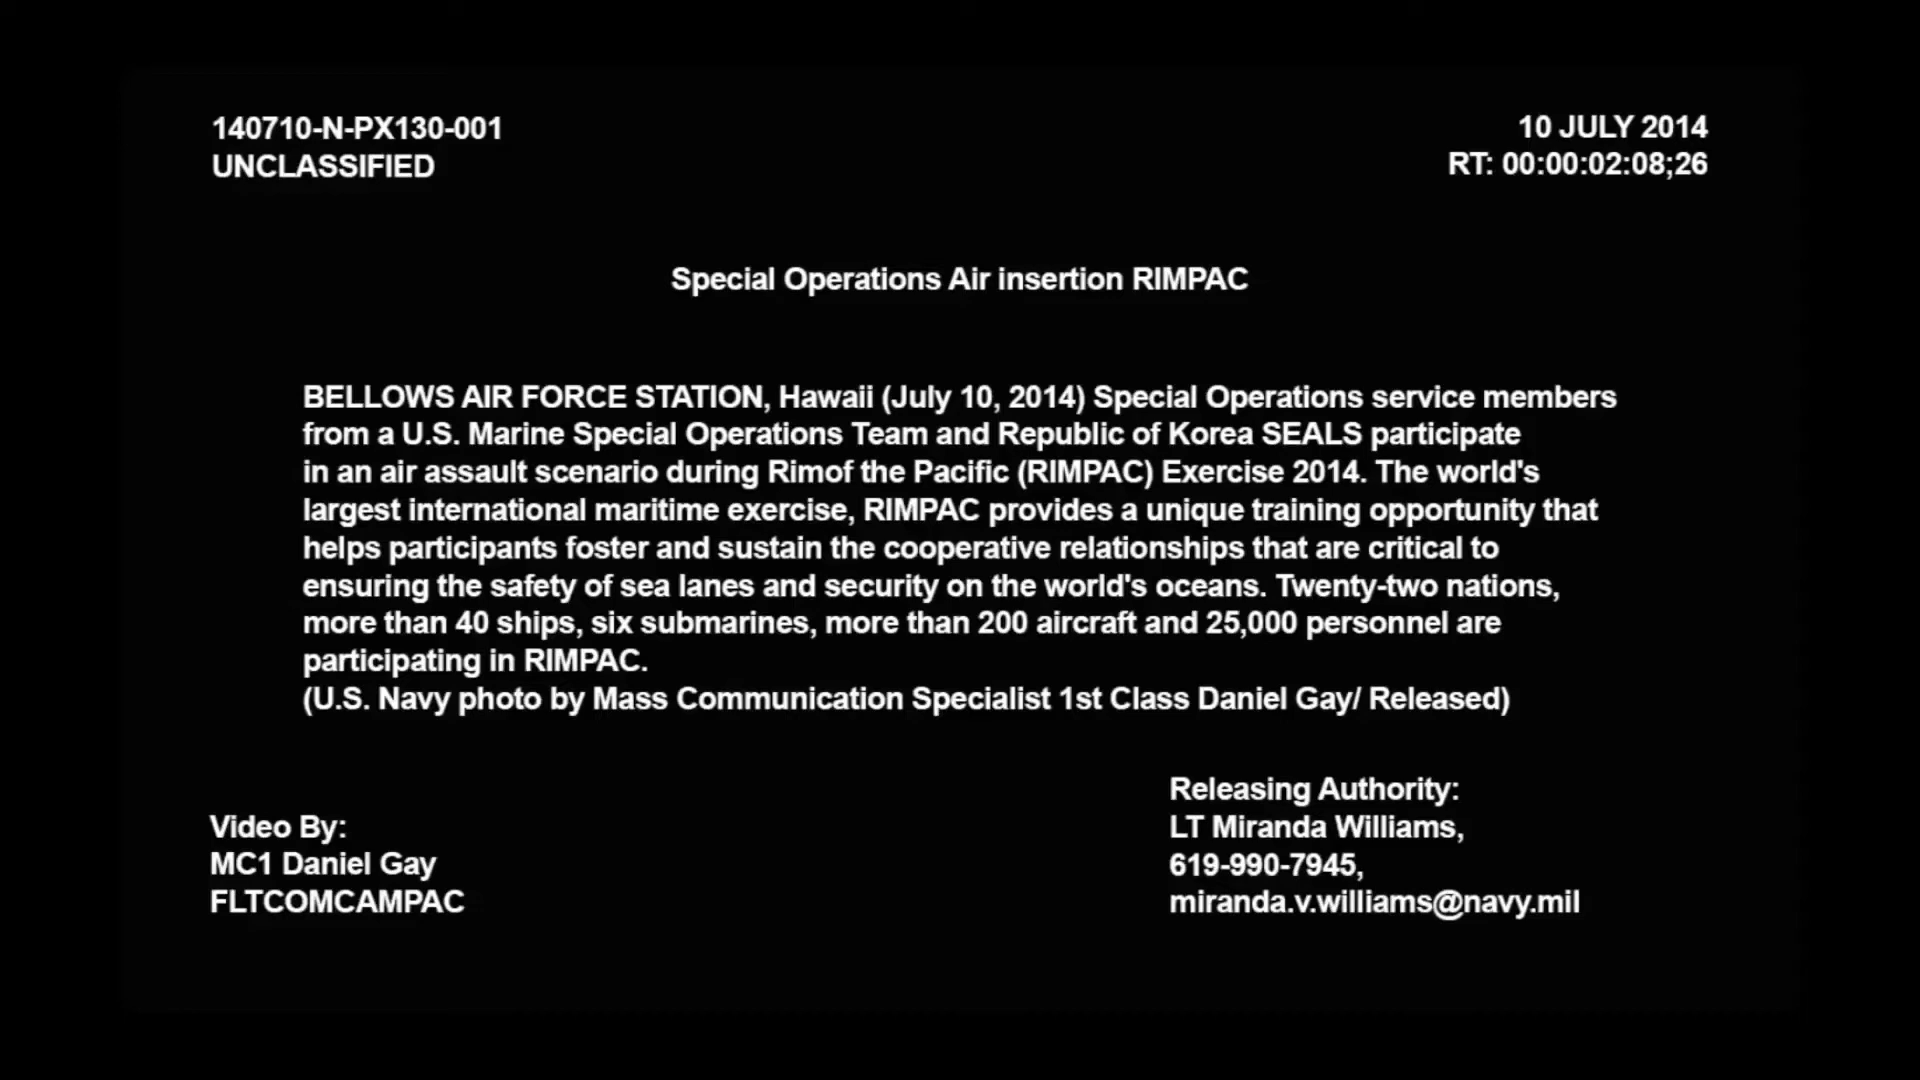 140710-N-PX130-001
UNCLASSIFIED
10 JULY 2014
RT: 00:00:02:08;26
Special Operations Air insertion RIMPAC
BELLOWS AIR FORCE STATION, Hawaii (July 10, 2014) Special Operations service members
from a U.S. Marine Special Operations Team and Republic of Korea SEALS participate
in an air assault scenario during Rimof the Pacific (RIMPAC) Exercise 2014. The world's
largest international maritime exercise, RIMPAC provides a unique training opportunity that
helps participants foster and sustain the cooperative relationships that are critical to
ensuring the safety of sea lanes and security on the world's oceans. Twenty-two nations,
more than 40 ships, six submarines, more than 200 aircraft and 25,000 personnel are
participating in RIMPAC.
(U.S. Navy photo by Mass Communication Specialist 1st Class Daniel Gay/ Released)
Video By:
MC1 Daniel Gay
FLTCOMCAMPAC
Releasing Authority:
LT Miranda Williams,
619-990-7945,
miranda.v.williams@navy.mil